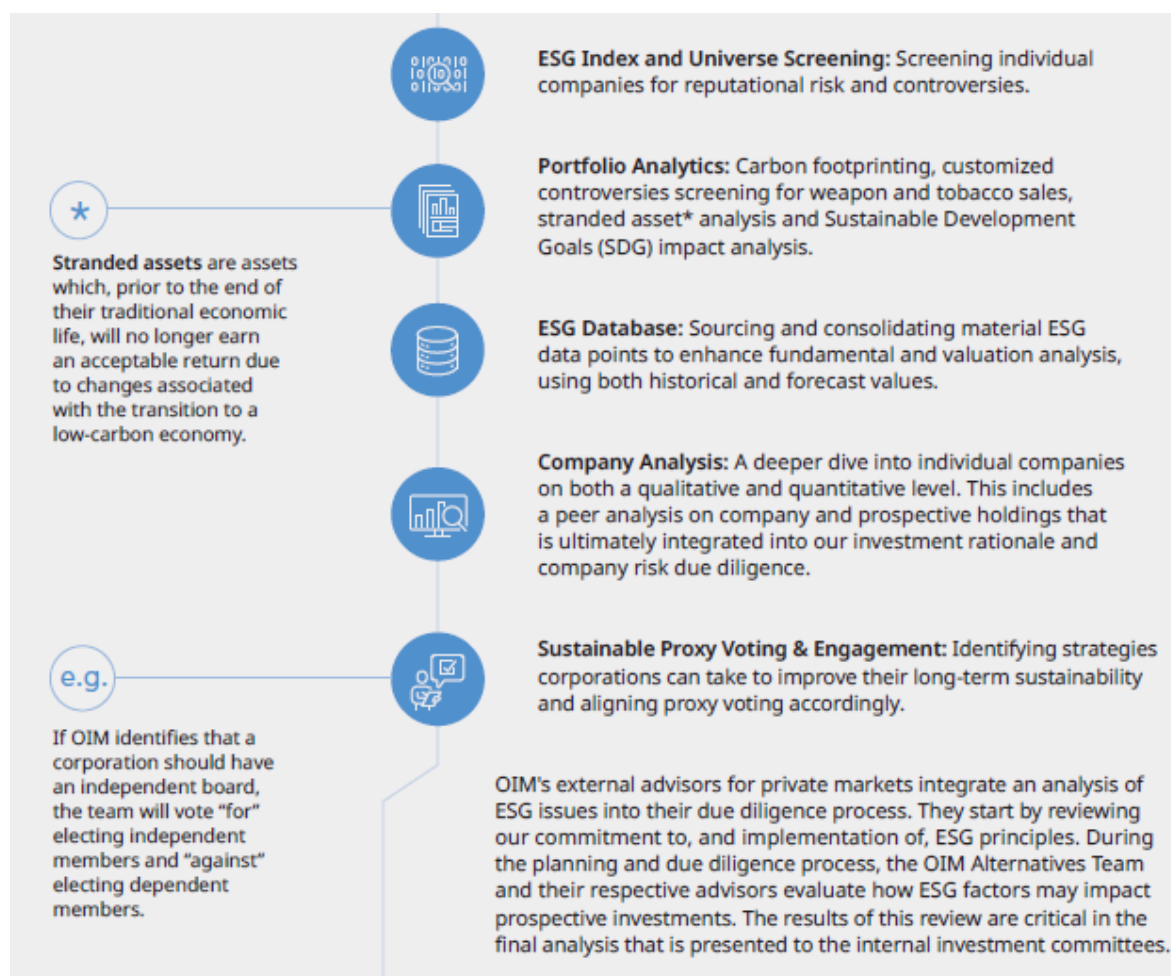 ESG Index and Universe Screening: Screening individual
companies for reputational risk and controversies.
Portfolio Analytics: Carbon footprinting, customized
controversies screening for weapon and tobacco sales,
stranded asset* analysis and Sustainable Development
Goals (SDG) impact analysis.
*
Stranded assets are assets
which, prior to the end of
their traditional economic
life, will no longer earn
an acceptable return due
to changes associated
with the transition to a
low-carbon economy.
ESG Database: Sourcing and consolidating material ESG
data points to enhance fundamental and valuation analysis,
using both historical and forecast values.
Company Analysis: A deeper dive into individual companies
on both a qualitative and quantitative level. This includes
a peer analysis on company and prospective holdings that
is ultimately integrated into our investment rationale and
company risk due diligence.
Sustainable Proxy Voting & Engagement: Identifying strategies
corporations can take to improve their long-term sustainability
and aligning proxy voting accordingly.
e.g.
If OIM identifies that a
corporation should have
an independent board,
the team will vote “for”
electing independent
members and “against”
electing dependent
members.
OIM's external advisors for private markets integrate an analysis of
ESG issues into their due diligence process. They start by reviewing
our commitment to, and implementation of, ESG principles. During
the planning and due diligence process, the OIM Alternatives Team
and their respective advisors evaluate how ESG factors may impact
prospective investments. The results of this review are critical in the
final analysis that is presented to the internal investment committees.